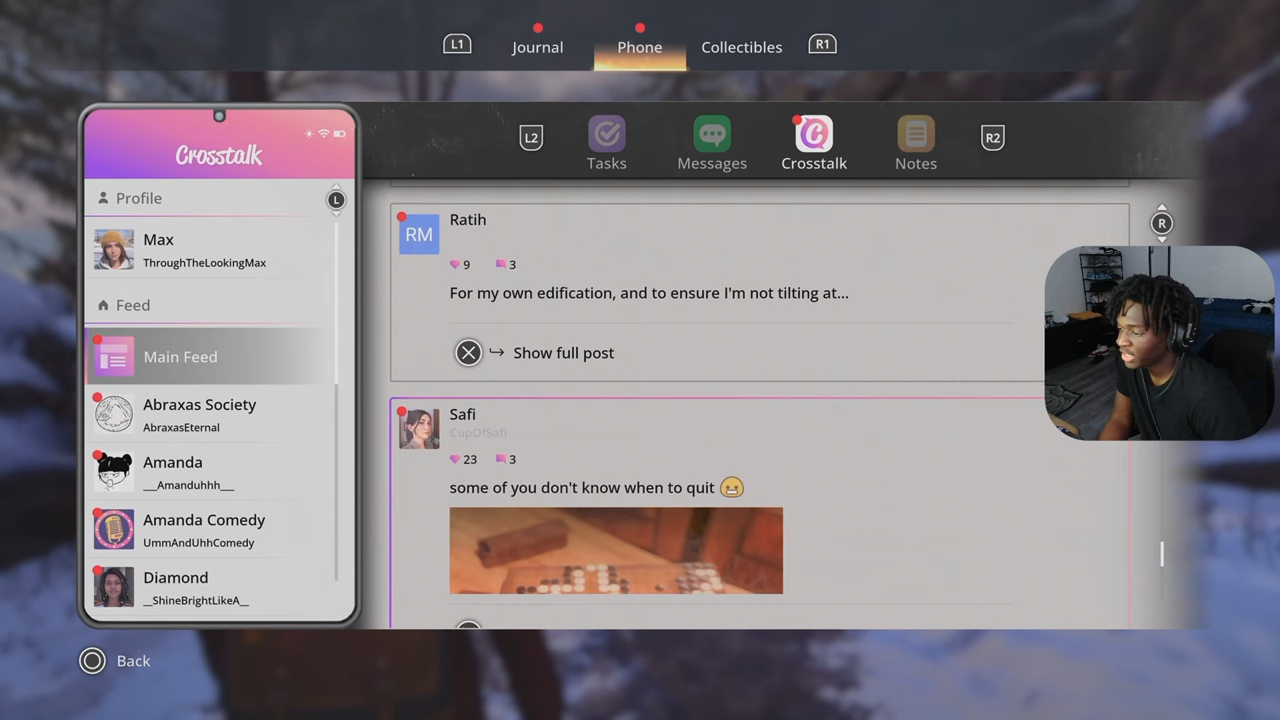 L1
Journal
Phone
Collectibles
R1
Crosstalk
L2
Tasks
Messages
Crosstalk
Notes
R2
Profile
L
Max
ThroughTheLookingMax
Feed
Main Feed
Abraxas Society
AbraxasEternal
Amanda
___Amanduhhh___
Amanda Comedy
UmmAndUhhComedy
Diamond
__ShineBrightLikeA__
RM
Ratih
9
3
For my own edification, and to ensure I'm not tilting at...
Show full post
R
Safi
CupOfSafi
23
3
some of you don't know when to quit 😬
Back